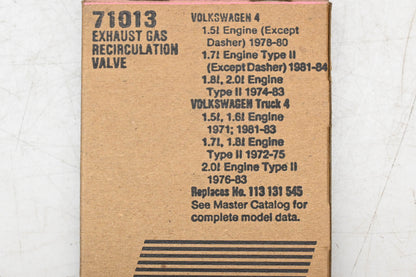 71013
EXHAUST GAS
RECIRCULATION
VALVE
VOLKSWAGEN 4
1.5l Engine (Except
Dasher) 1978-80
1.7l Engine Type II
(Except Dasher) 1981-84
1.8l, 2.0l Engine
Type II 1974-83
VOLKSWAGEN Truck 4
1.5l, 1.6l Engine
1971; 1981-83
1.7l, 1.8l Engine
Type II 1972-75
2.0l Engine Type II
1976-83
Replaces No. 113 131 545
See Master Catalog for
complete model data.